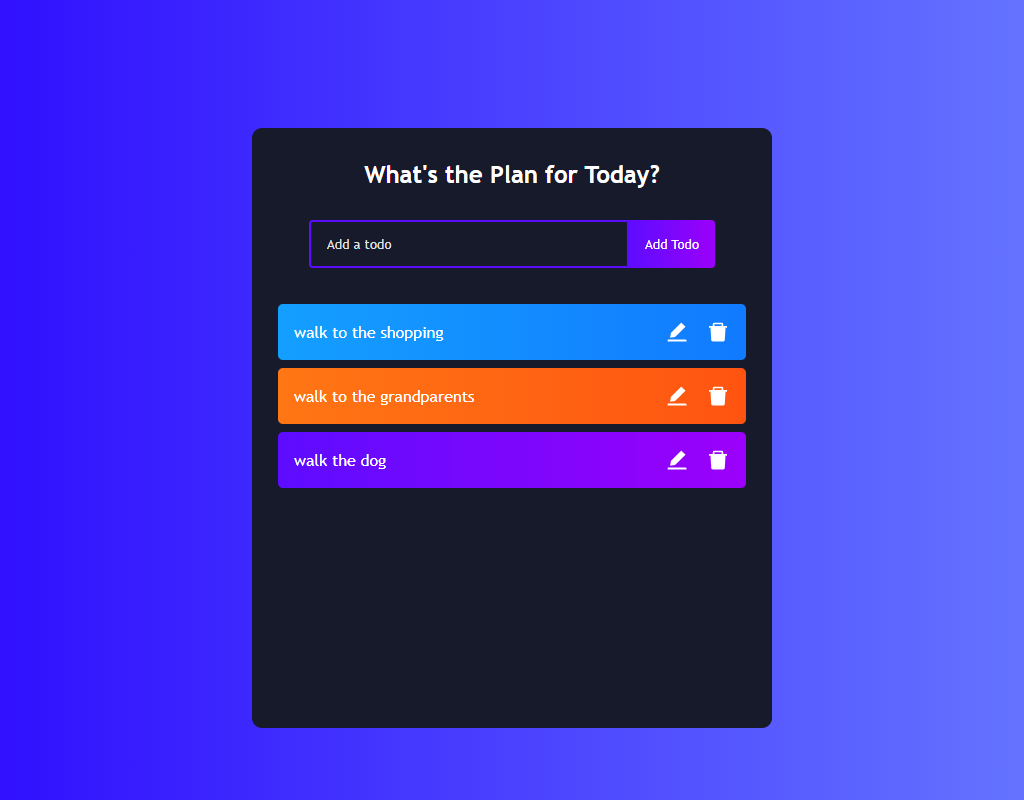 What's the Plan for Today?
Add a todo
Add Todo
walk to the shopping
walk to the grandparents
walk the dog